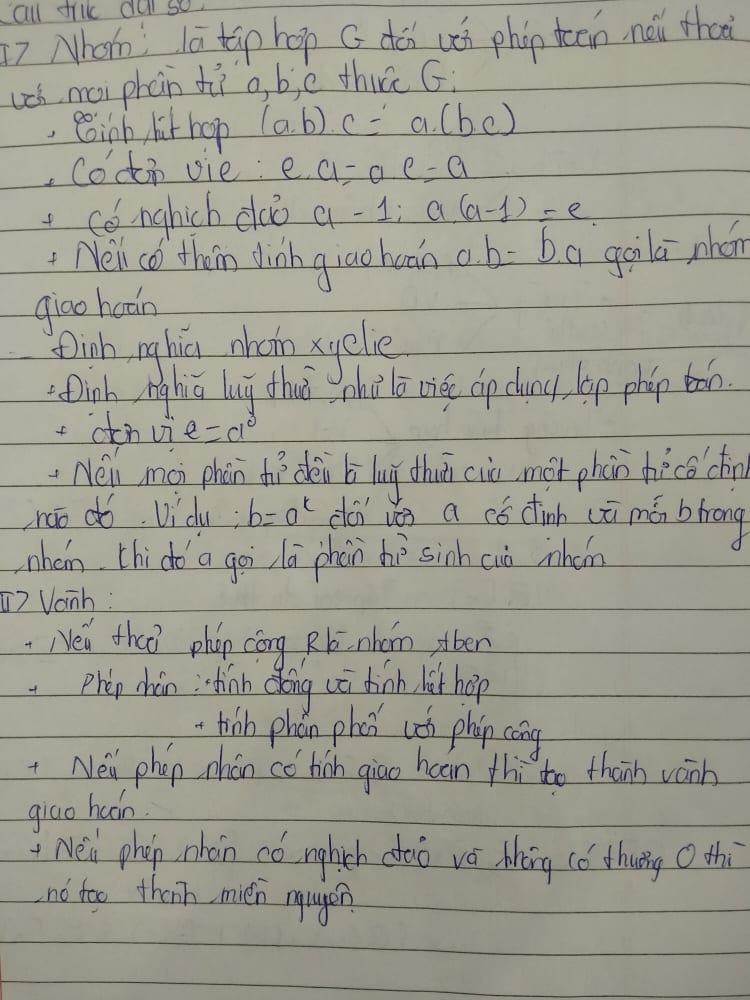 Cấu trúc đại số.
I> Nhóm: là tập hợp G đối với phép toán nếu thoả
với mọi phần tử a, b, c thuộc G:
+ Tính kết hợp (a.b).c = a.(b.c)
+ Có đơn vị e: e.a = a.e = a
+ Có nghịch đảo a-1: a(a-1) = e
+ Nếu có thêm tính giao hoán a.b = b.a gọi là nhóm
giao hoán
- Định nghĩa nhóm xyclie.
+ Định nghĩa luỹ thừa như là việc áp dụng lặp phép toán.
+ đơn vị e = a⁰
+ Nếu mọi phần tử đều là luỹ thừa của một phần tử cố định
nào đó. Ví dụ: b = aᵏ đối với a cố định và mỗi b trong
nhóm. thì đó a gọi là phần tử sinh của nhóm
II> Vành:
+ Nếu thoả phép cộng R là nhóm Aben
+ Phép nhân: + tính đóng và tính kết hợp
+ tính phân phối với phép cộng
+ Nếu phép nhân có tính giao hoán thì tạo thành vành
giao hoán.
+ Nếu phép nhân có nghịch đảo và không có thương 0 thì
nó tạo thành miền nguyên